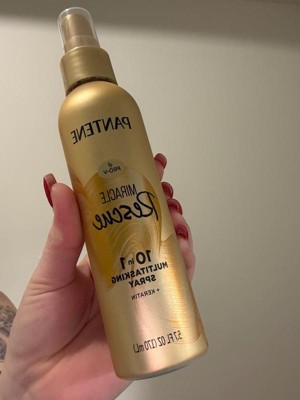 PANTENE
PRO-V
MIRACLE
Rescue
10 in 1
MULTITASKING
SPRAY
+ KERATIN
5.7 FL OZ (170 mL)